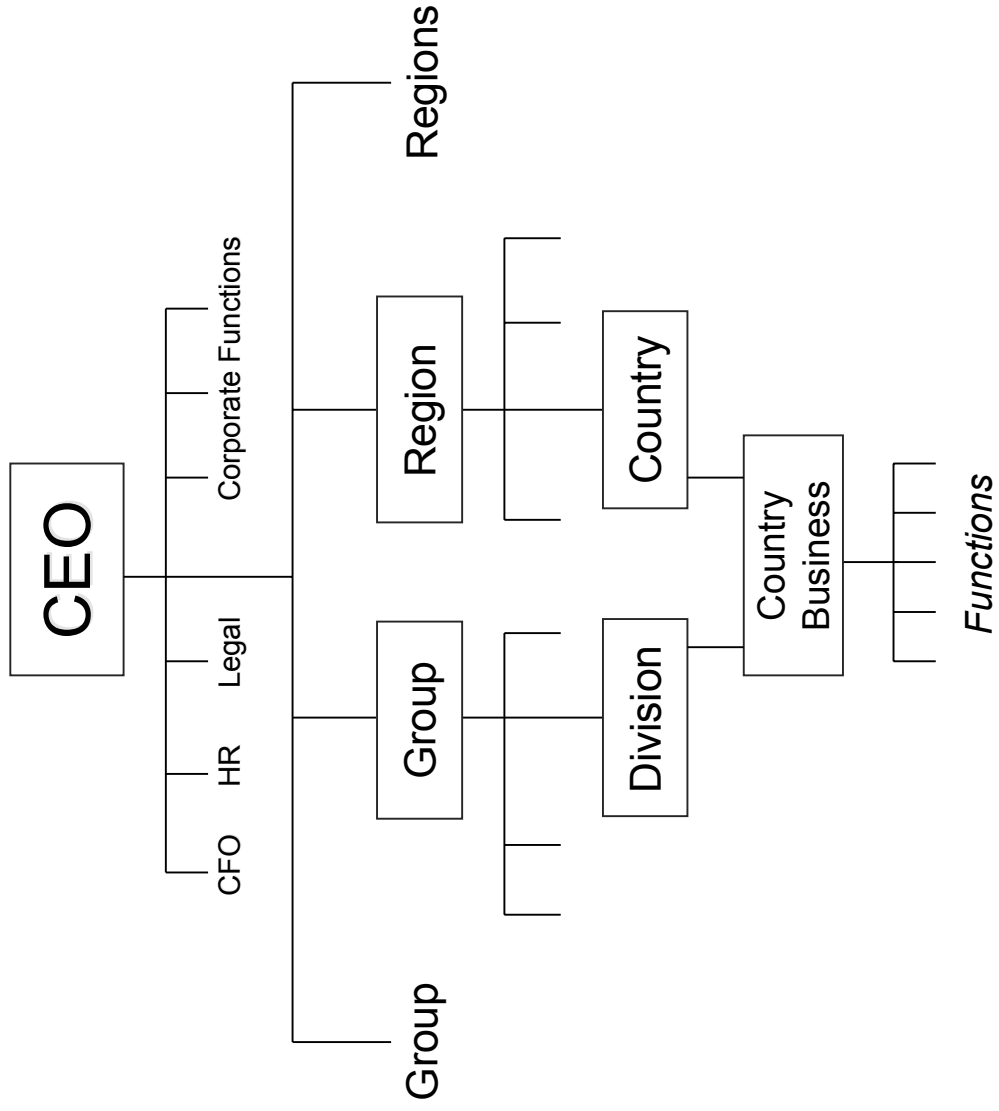 CEO
CFO
HR
Legal
Corporate Functions
Group
Group
Region
Regions
Division
Country
Country
Business
Functions